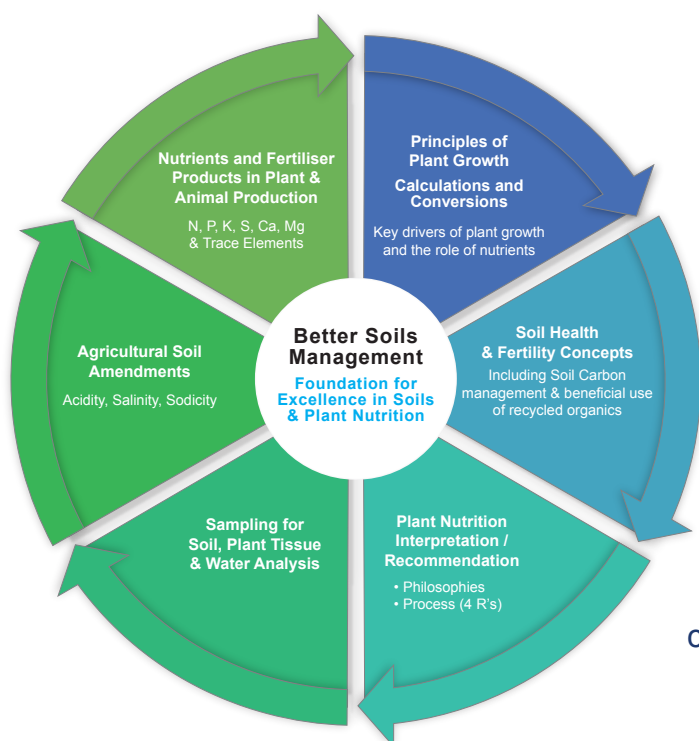 Principles of
Plant Growth
Calculations and
Conversions
Key drivers of plant growth
and the role of nutrients
Soil Health
& Fertility Concepts
Including Soil Carbon
management & beneficial use
of recycled organics
Plant Nutrition
Interpretation /
Recommendation
• Philosophies
• Process (4 R's)
Sampling for
Soil, Plant Tissue
& Water Analysis
Agricultural Soil
Amendments
Acidity, Salinity, Sodicity
Nutrients and Fertiliser
Products in Plant &
Animal Production
N, P, K, S, Ca, Mg
& Trace Elements
Better Soils
Management
Foundation for
Excellence in Soils
& Plant Nutrition